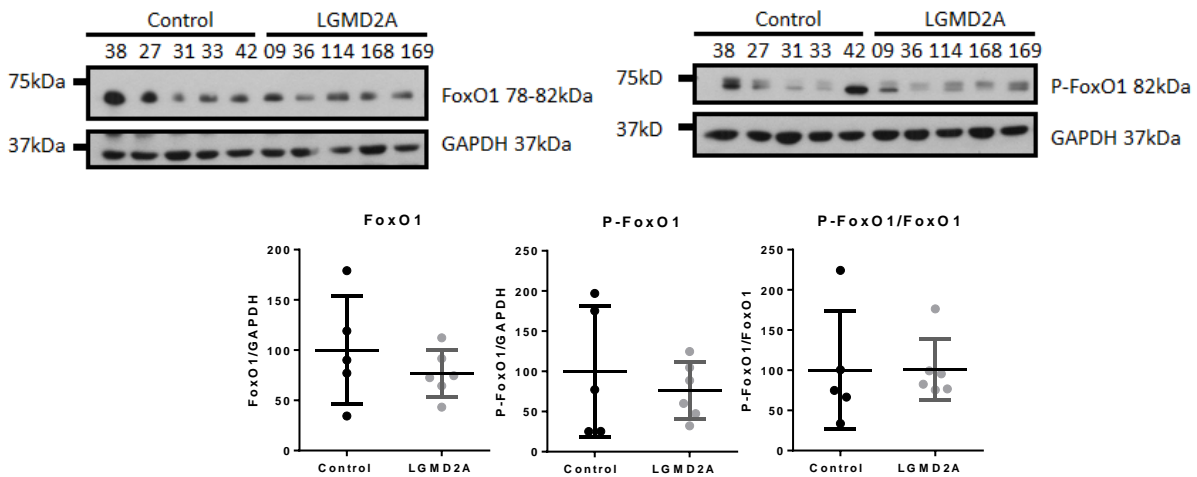 Control LGMD2A
38 27 31 33 42 09 36 114 168 169
75kDa
FoxO1 78-82kDa
37kDa
GAPDH 37kDa
Control LGMD2A
38 27 31 33 42 09 36 114 168 169
75kD
P-FoxO1 82kDa
37kD
GAPDH 37kDa
FoxO1
FoxO1/GAPDH
200
150
100
50
0
Control LGMD2A
P-FoxO1
P-FoxO1/GAPDH
250
200
150
100
50
0
Control LGMD2A
P-FoxO1/FoxO1
P-FoxO1/FoxO1
250
200
150
100
50
0
Control LGMD2A